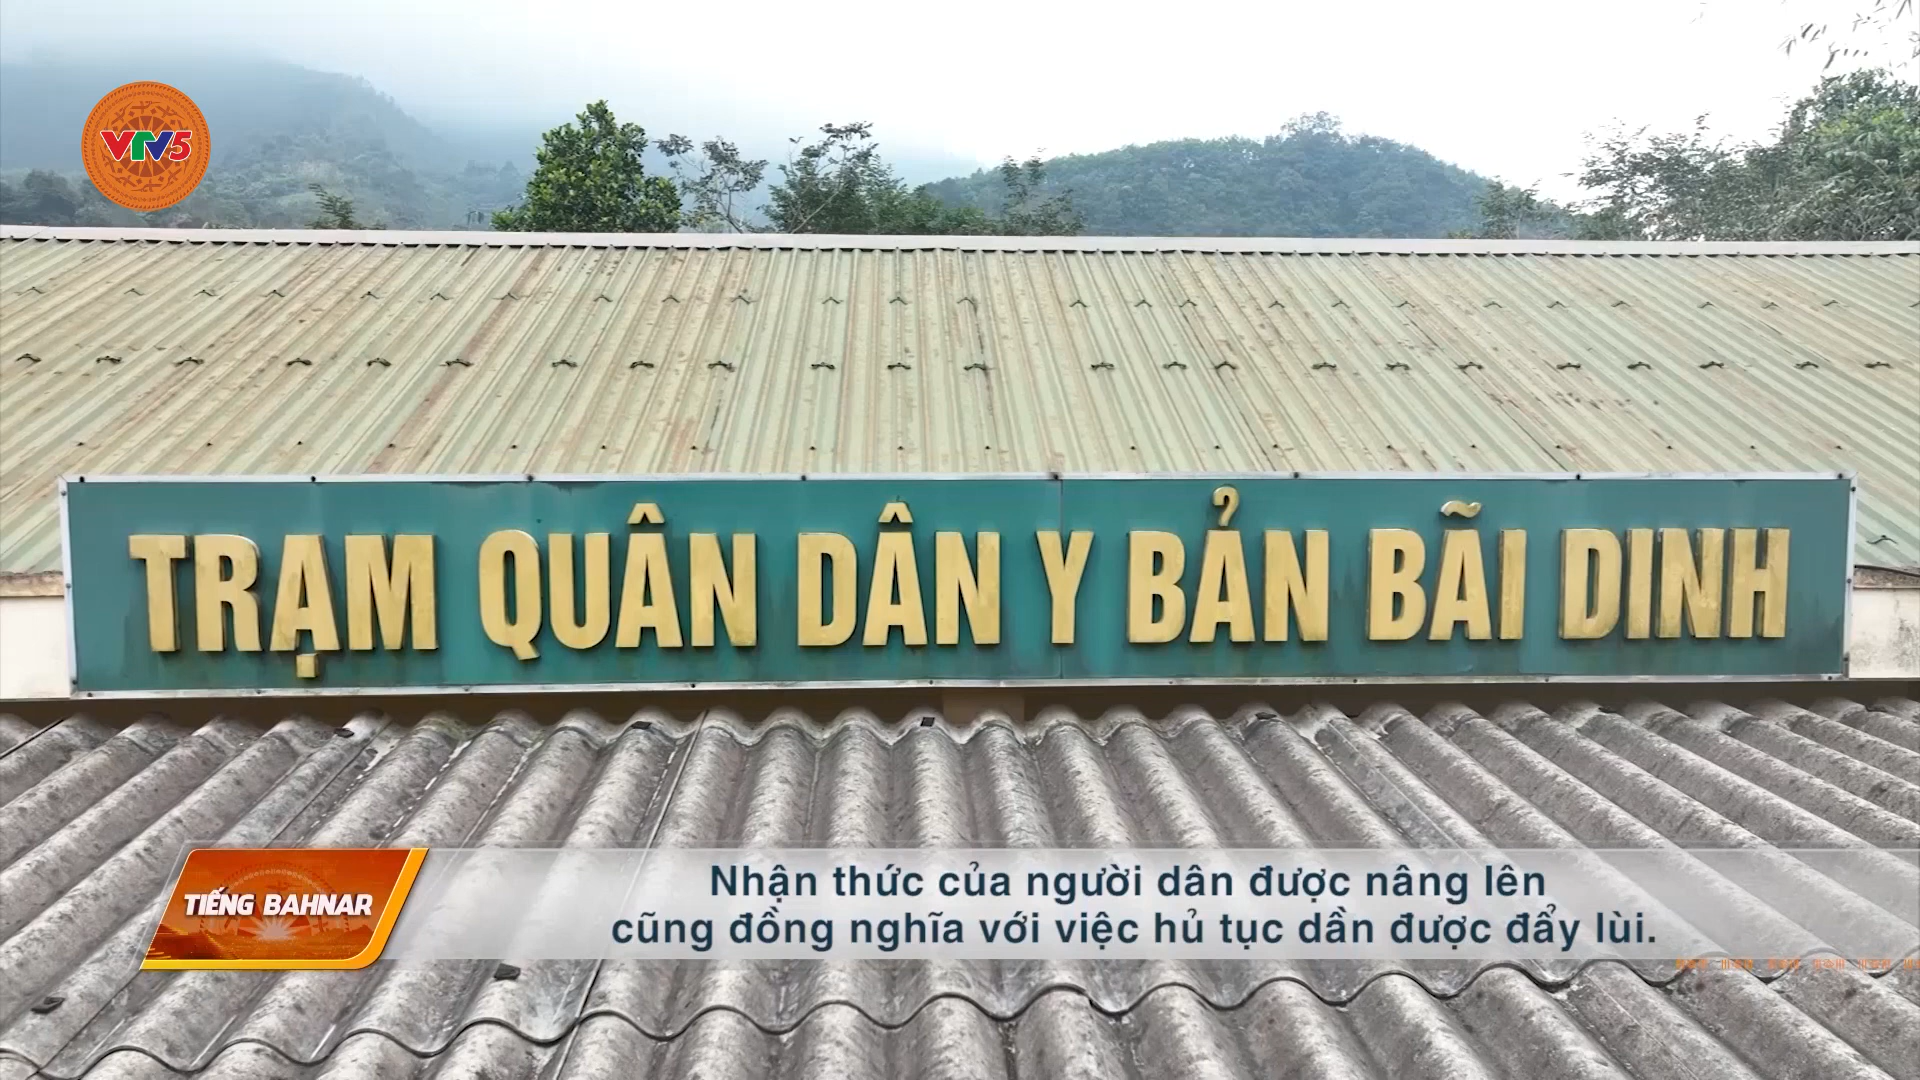 VTV5
TRẠM QUÂN DÂN Y BẢN BÃI DINH
TIẾNG BAHNAR
Nhận thức của người dân được nâng lên
cũng đồng nghĩa với việc hủ tục dần được đẩy lùi.